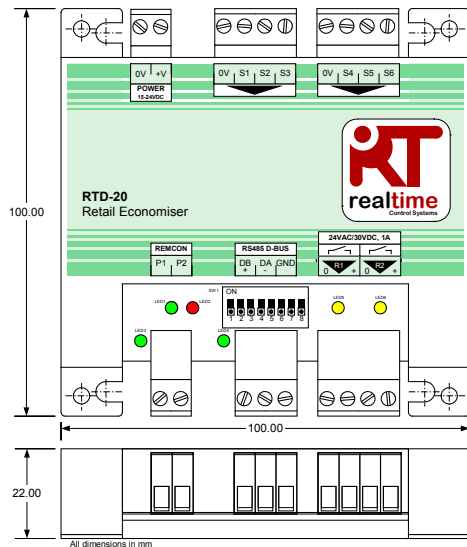 0V +V
POWER
15-24VDC
0V S1 S2 S3
0V S4 S5 S6
RT
realtime
Control Systems
RTD-20
Retail Economiser
100.00
REMCON
P1 P2
RS485 D-BUS
DB DA GND
+ -
24VAC/30VDC, 1A
R1 R2
0 + 0 +
SW1 ON
1 2 3 4 5 6 7 8
LED1 LED2
LED5 LED6
LED3 LED4
100.00
22.00
All dimensions in mm